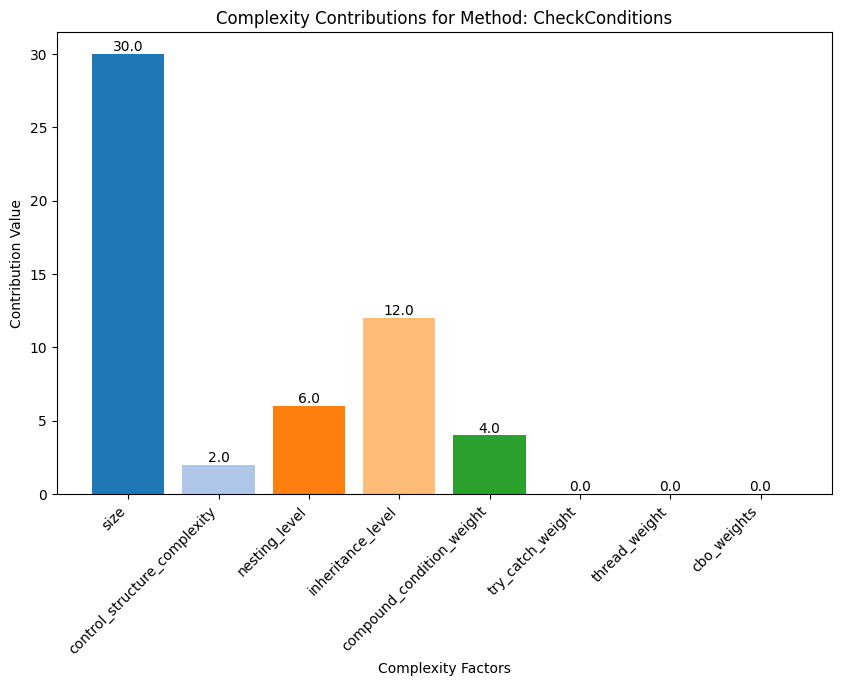 Complexity Contributions for Method: CheckConditions
Contribution Value
30
25
20
15
10
5
0
30.0
2.0
6.0
12.0
4.0
0.0
0.0
0.0
size
control_structure_complexity
nesting_level
inheritance_level
compound_condition_weight
try_catch_weight
thread_weight
cbo_weights
Complexity Factors